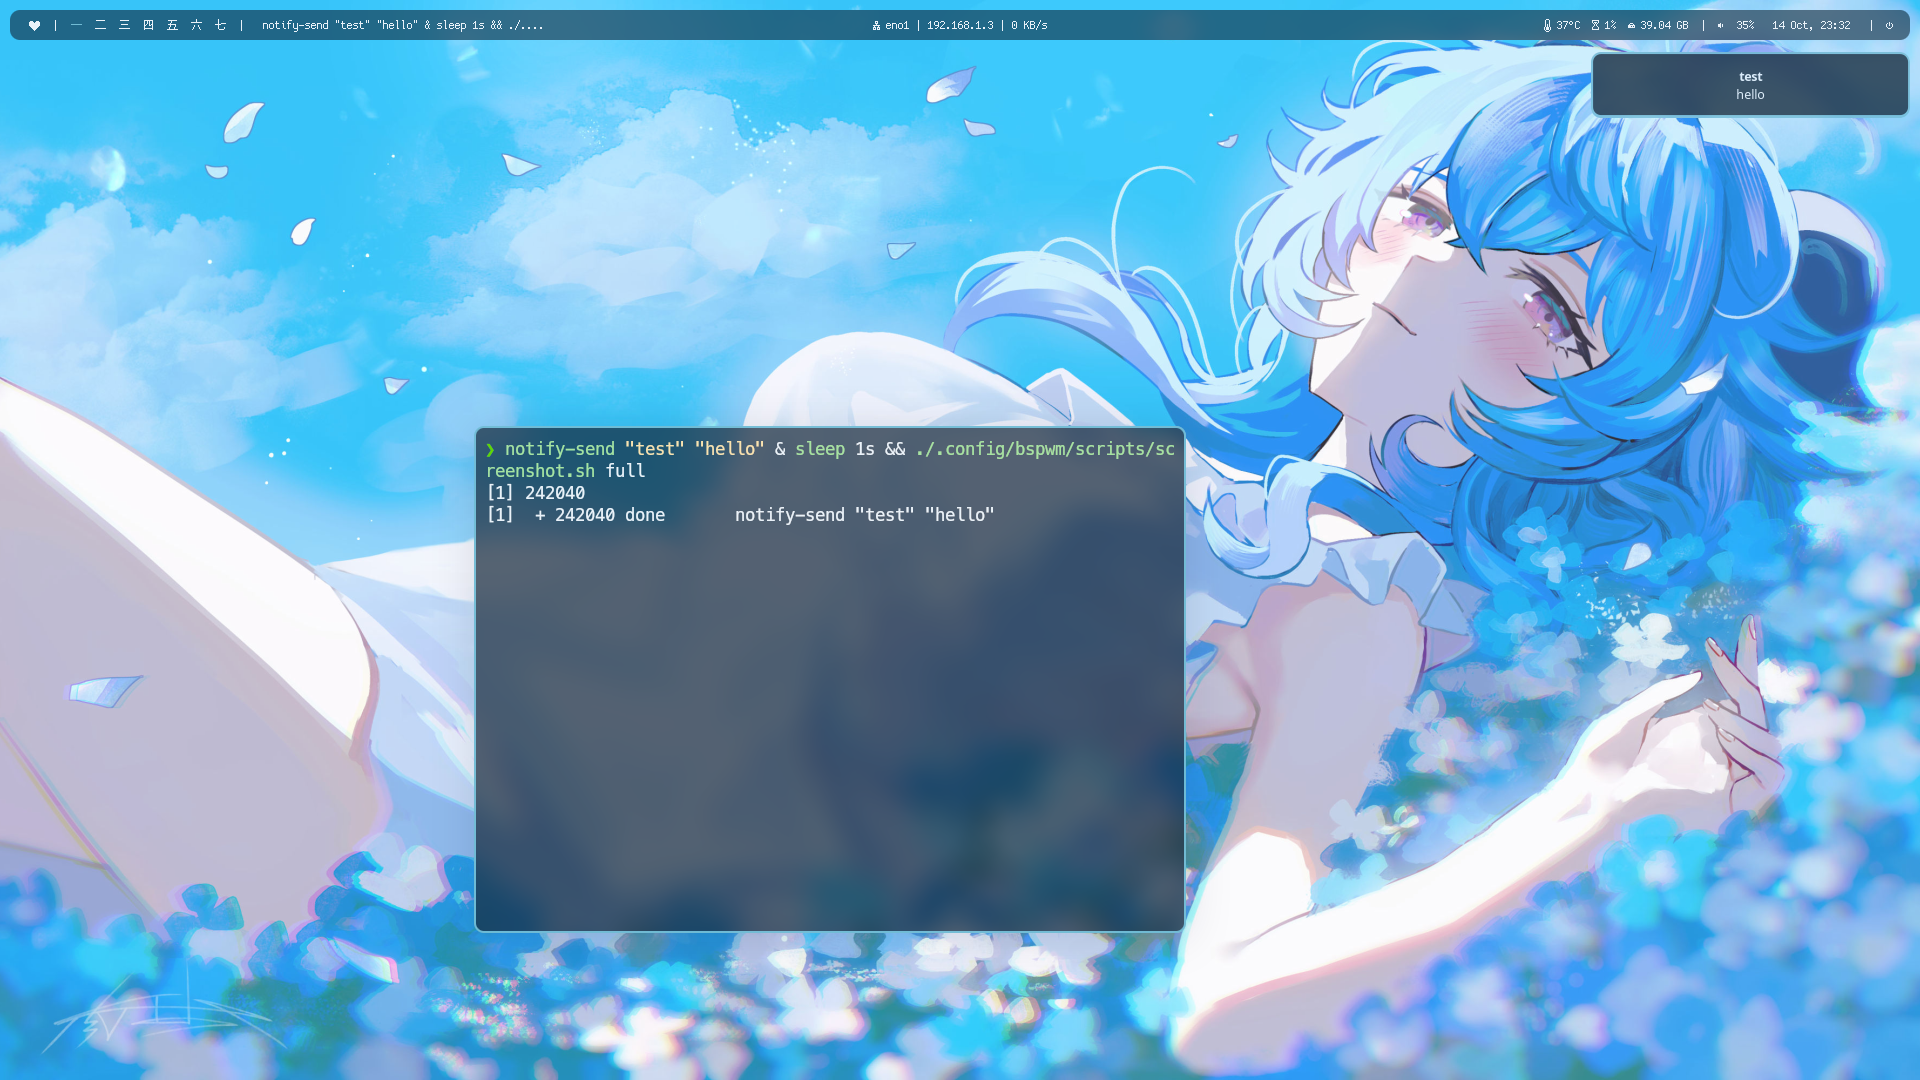 | 一 二 三 四 五 六 七 | notify-send "test" "hello" & sleep 1s && ./....
eno1 | 192.168.1.3 | 0 KB/s
37°C 1% 39.04 GB | 35% 14 Oct, 23:32 |
test
hello
❯ notify-send "test" "hello" & sleep 1s && ./.config/bspwm/scripts/sc
reenshot.sh full
[1] 242040
[1]  + 242040 done       notify-send "test" "hello"